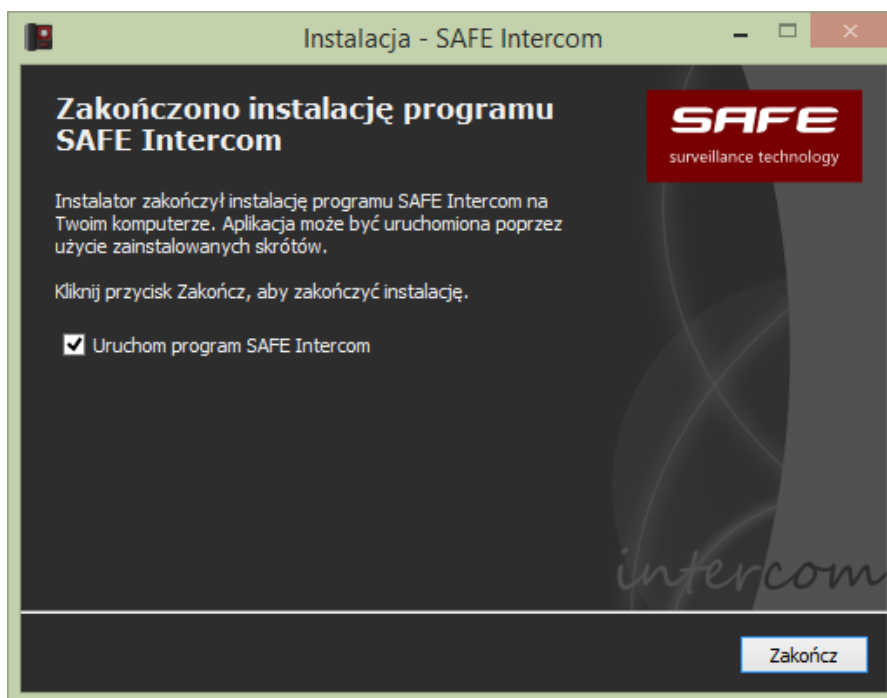 Instalacja - SAFE Intercom
Zakończono instalację programu
SAFE Intercom
SAFE
surveillance technology
Instalator zakończył instalację programu SAFE Intercom na
Twoim komputerze. Aplikacja może być uruchomiona poprzez
użycie zainstalowanych skrótów.
Kliknij przycisk Zakończ, aby zakończyć instalację.
Uruchom program SAFE Intercom
intercom
Zakończ